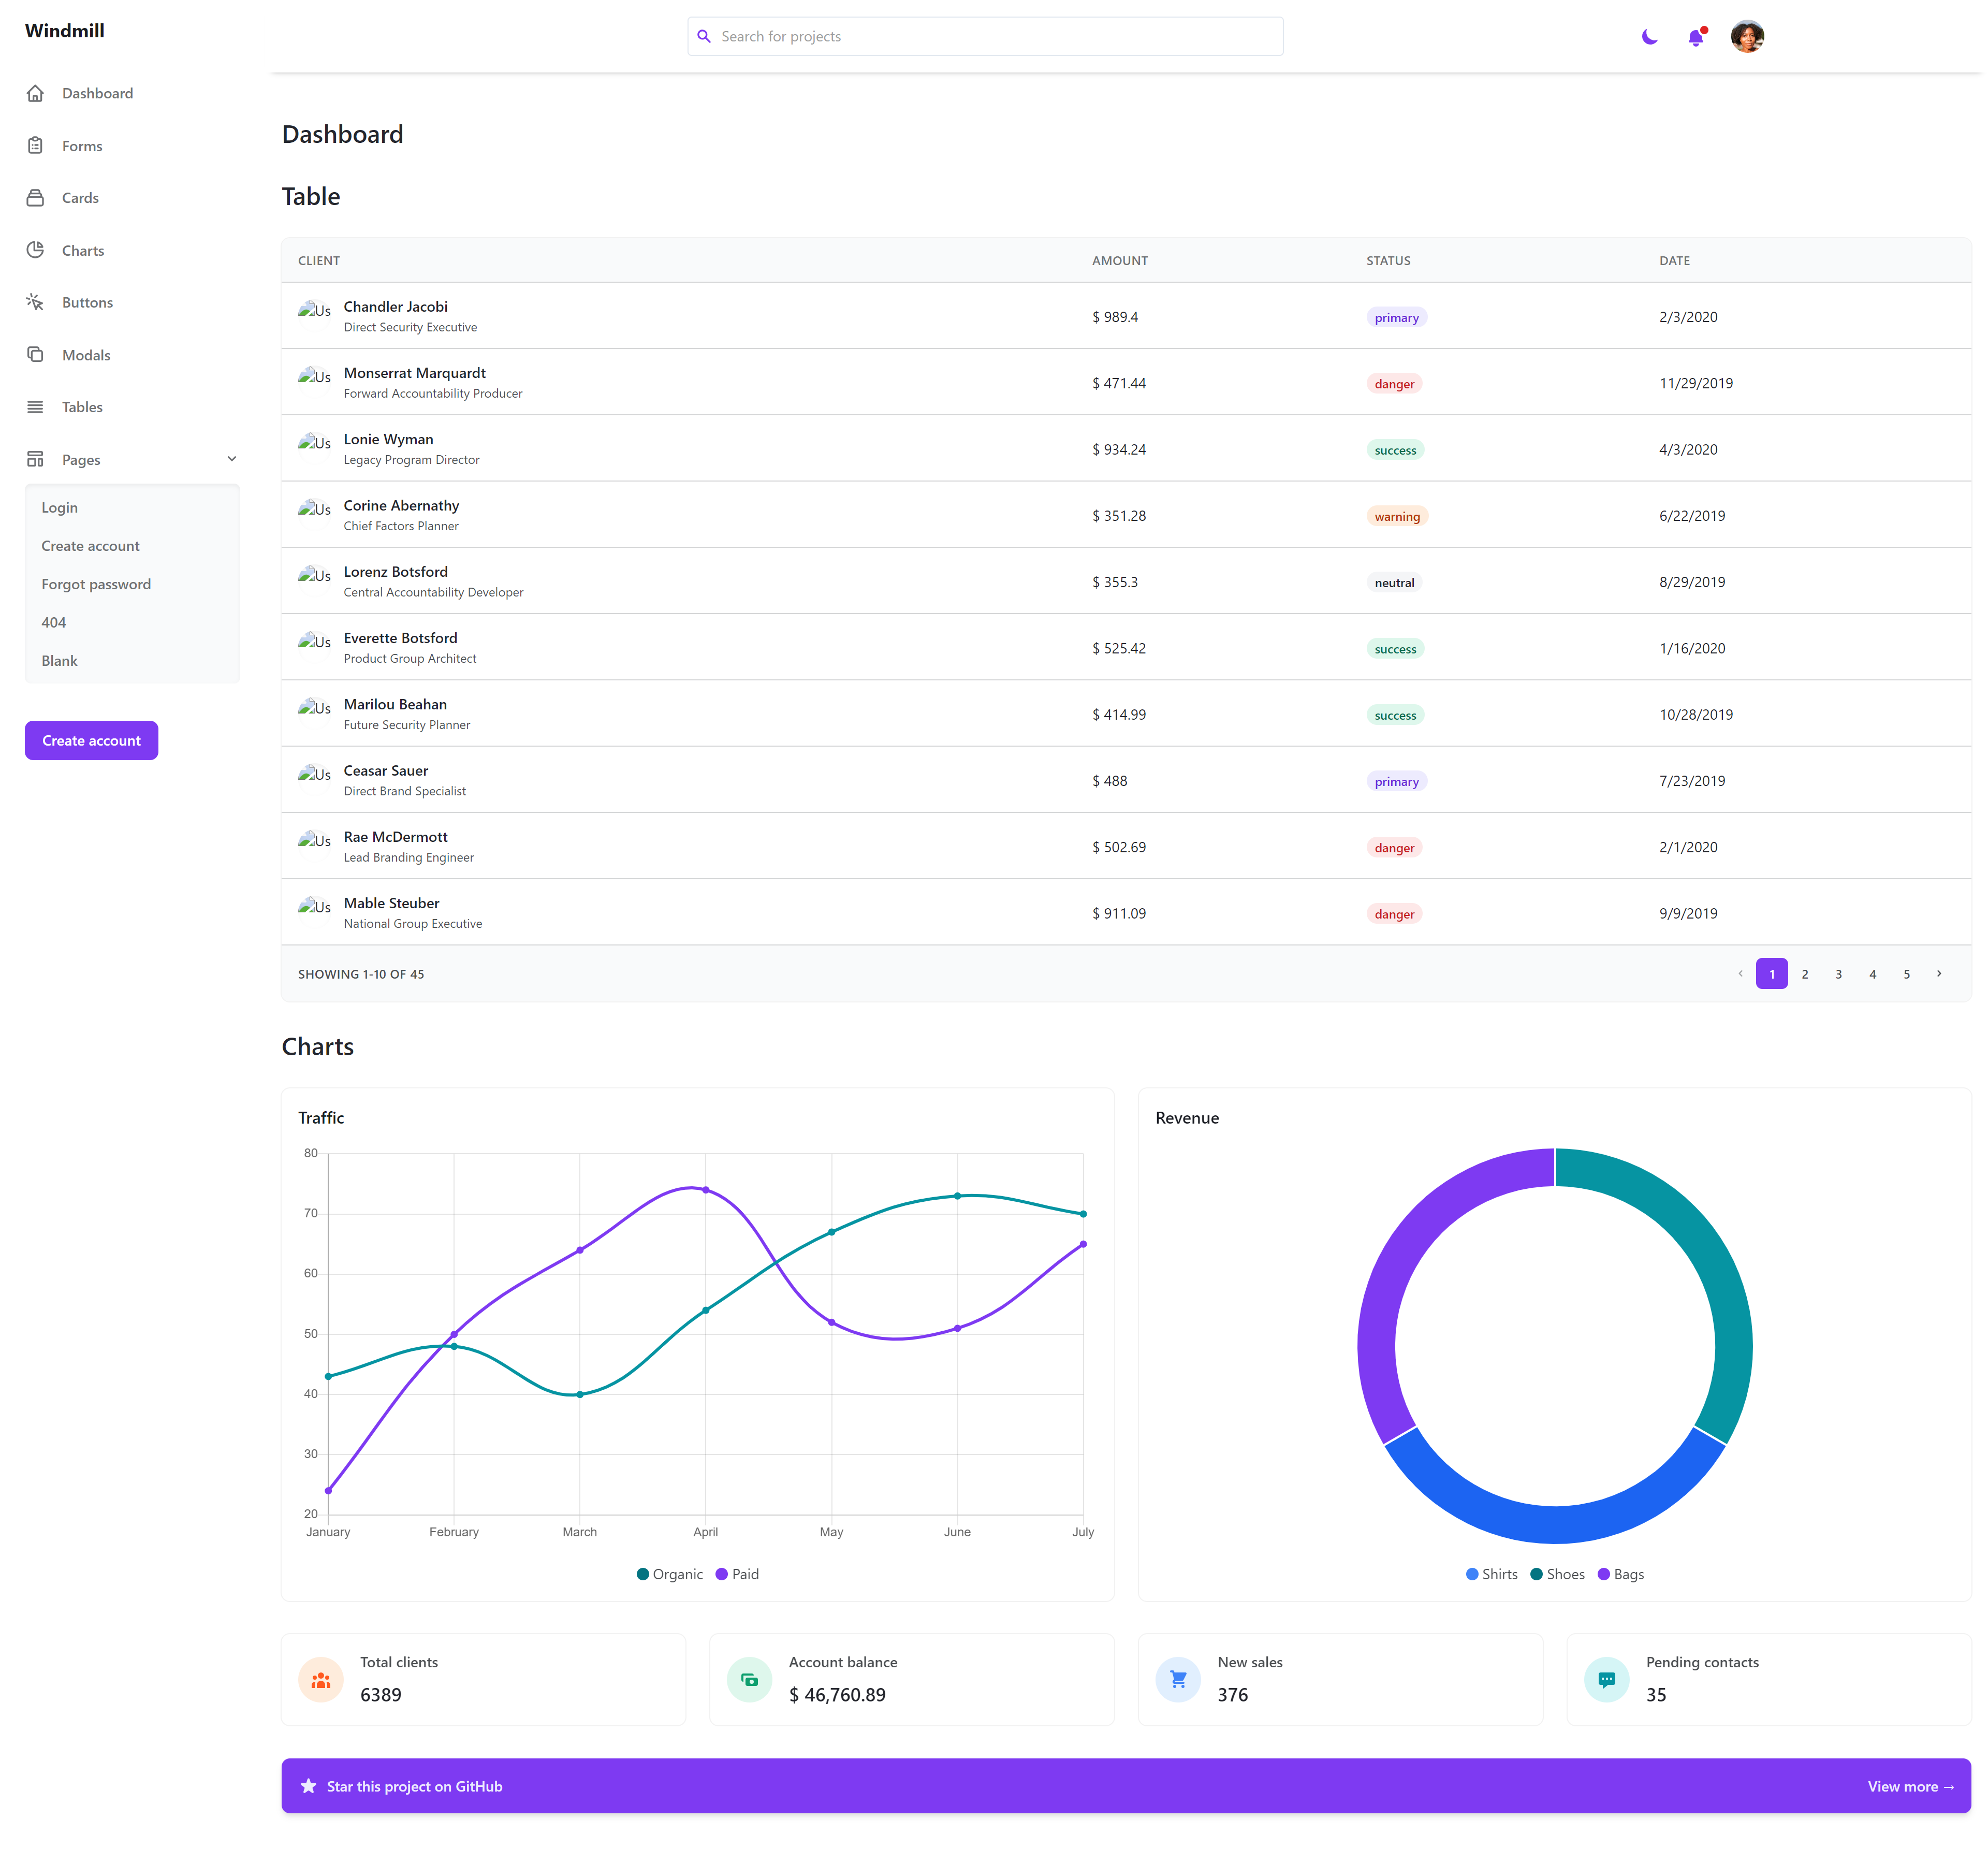 Windmill
Search for projects
Dashboard
Forms
Cards
Charts
Buttons
Modals
Tables
Pages
Login
Create account
Forgot password
404
Blank
Create account
Dashboard
Table
CLIENT AMOUNT STATUS DATE
Us Chandler Jacobi
Direct Security Executive
$ 989.4 primary 2/3/2020
Us Monserrat Marquardt
Forward Accountability Producer
$ 471.44 danger 11/29/2019
Us Lonie Wyman
Legacy Program Director
$ 934.24 success 4/3/2020
Us Corine Abernathy
Chief Factors Planner
$ 351.28 warning 6/22/2019
Us Lorenz Botsford
Central Accountability Developer
$ 355.3 neutral 8/29/2019
Us Everette Botsford
Product Group Architect
$ 525.42 success 1/16/2020
Us Marilou Beahan
Future Security Planner
$ 414.99 success 10/28/2019
Us Ceasar Sauer
Direct Brand Specialist
$ 488 primary 7/23/2019
Us Rae McDermott
Lead Branding Engineer
$ 502.69 danger 2/1/2020
Us Mable Steuber
National Group Executive
$ 911.09 danger 9/9/2019
SHOWING 1-10 OF 45 1 2 3 4 5
Charts
Traffic
80
70
60
50
40
30
20
January February March April May June July
Organic Paid
Revenue
Shirts Shoes Bags
Total clients
6389
Account balance
$ 46,760.89
New sales
376
Pending contacts
35
Star this project on GitHub View more →